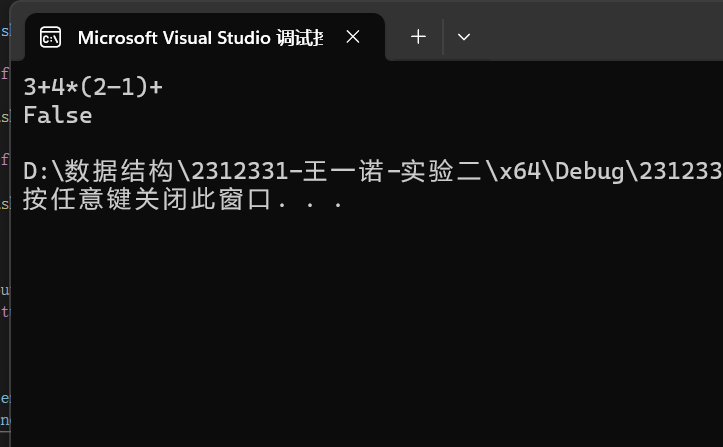 Microsoft Visual Studio 调试
3+4*(2-1)+
False
D:\数据结构\2312331-王一诺-实验二\x64\Debug\231233
按任意键关闭此窗口. . .